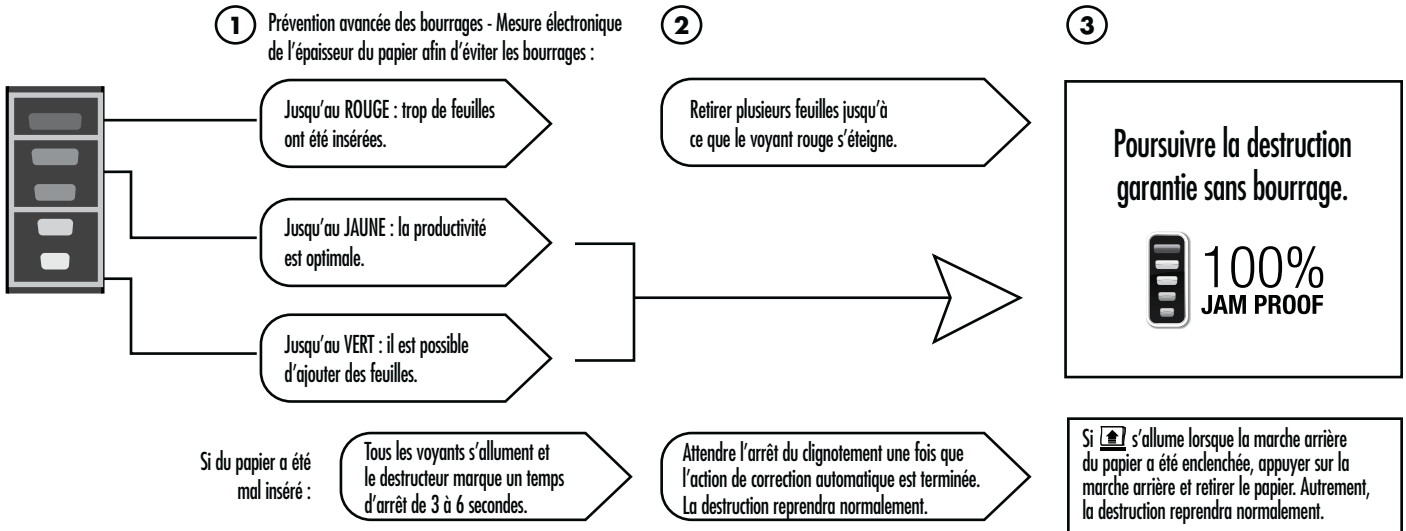 1
Prévention avancée des bourrages - Mesure électronique
de l'épaisseur du papier afin d'éviter les bourrages :
Jusqu'au ROUGE : trop de feuilles
ont été insérées.
Jusqu'au JAUNE : la productivité
est optimale.
Jusqu'au VERT : il est possible
d'ajouter des feuilles.
2
Retirer plusieurs feuilles jusqu'à
ce que le voyant rouge s'éteigne.
3
Poursuivre la destruction
garantie sans bourrage.
100%
JAM PROOF
Si du papier a été
mal inséré :
Tous les voyants s'allument et
le destructeur marque un temps
d'arrêt de 3 à 6 secondes.
Attendre l'arrêt du clignotement une fois que
l'action de correction automatique est terminée.
La destruction reprendra normalement.
Si s'allume lorsque la marche arrière
du papier a été enclenchée, appuyer sur la
marche arrière et retirer le papier. Autrement,
la destruction reprendra normalement.